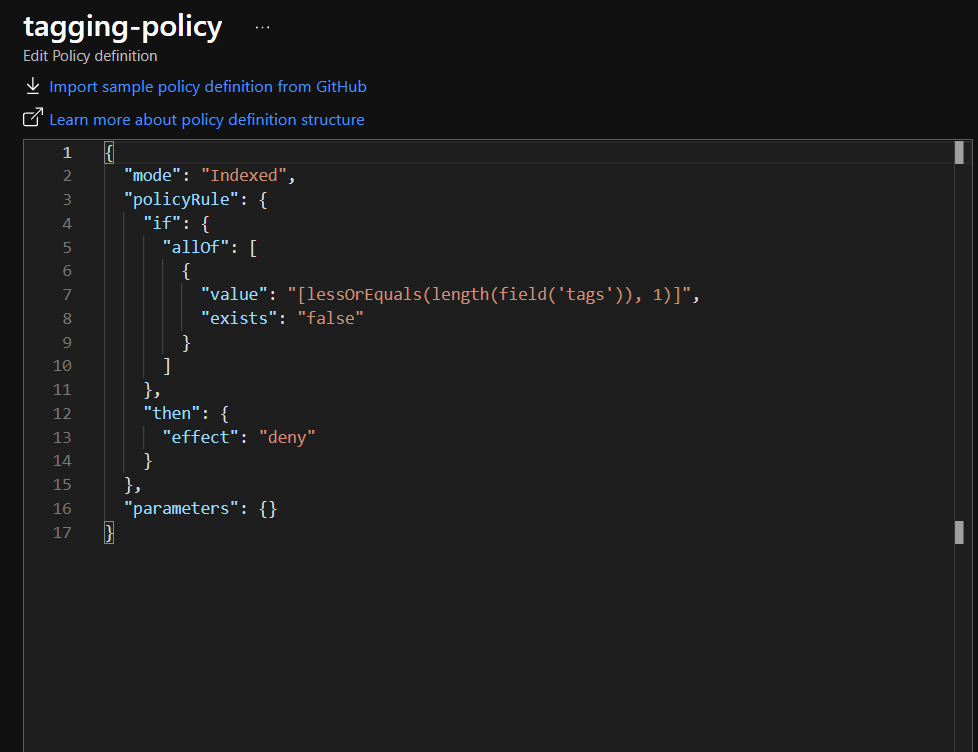 tagging-policy ...
Edit Policy definition
Import sample policy definition from GitHub
Learn more about policy definition structure
1 {
2 "mode": "Indexed",
3 "policyRule": {
4 "if": {
5 "allOf": [
6 {
7 "value": "[lessOrEquals(length(field('tags')), 1)]",
8 "exists": "false"
9 }
10 ]
11 },
12 "then": {
13 "effect": "deny"
14 }
15 },
16 "parameters": {}
17 }